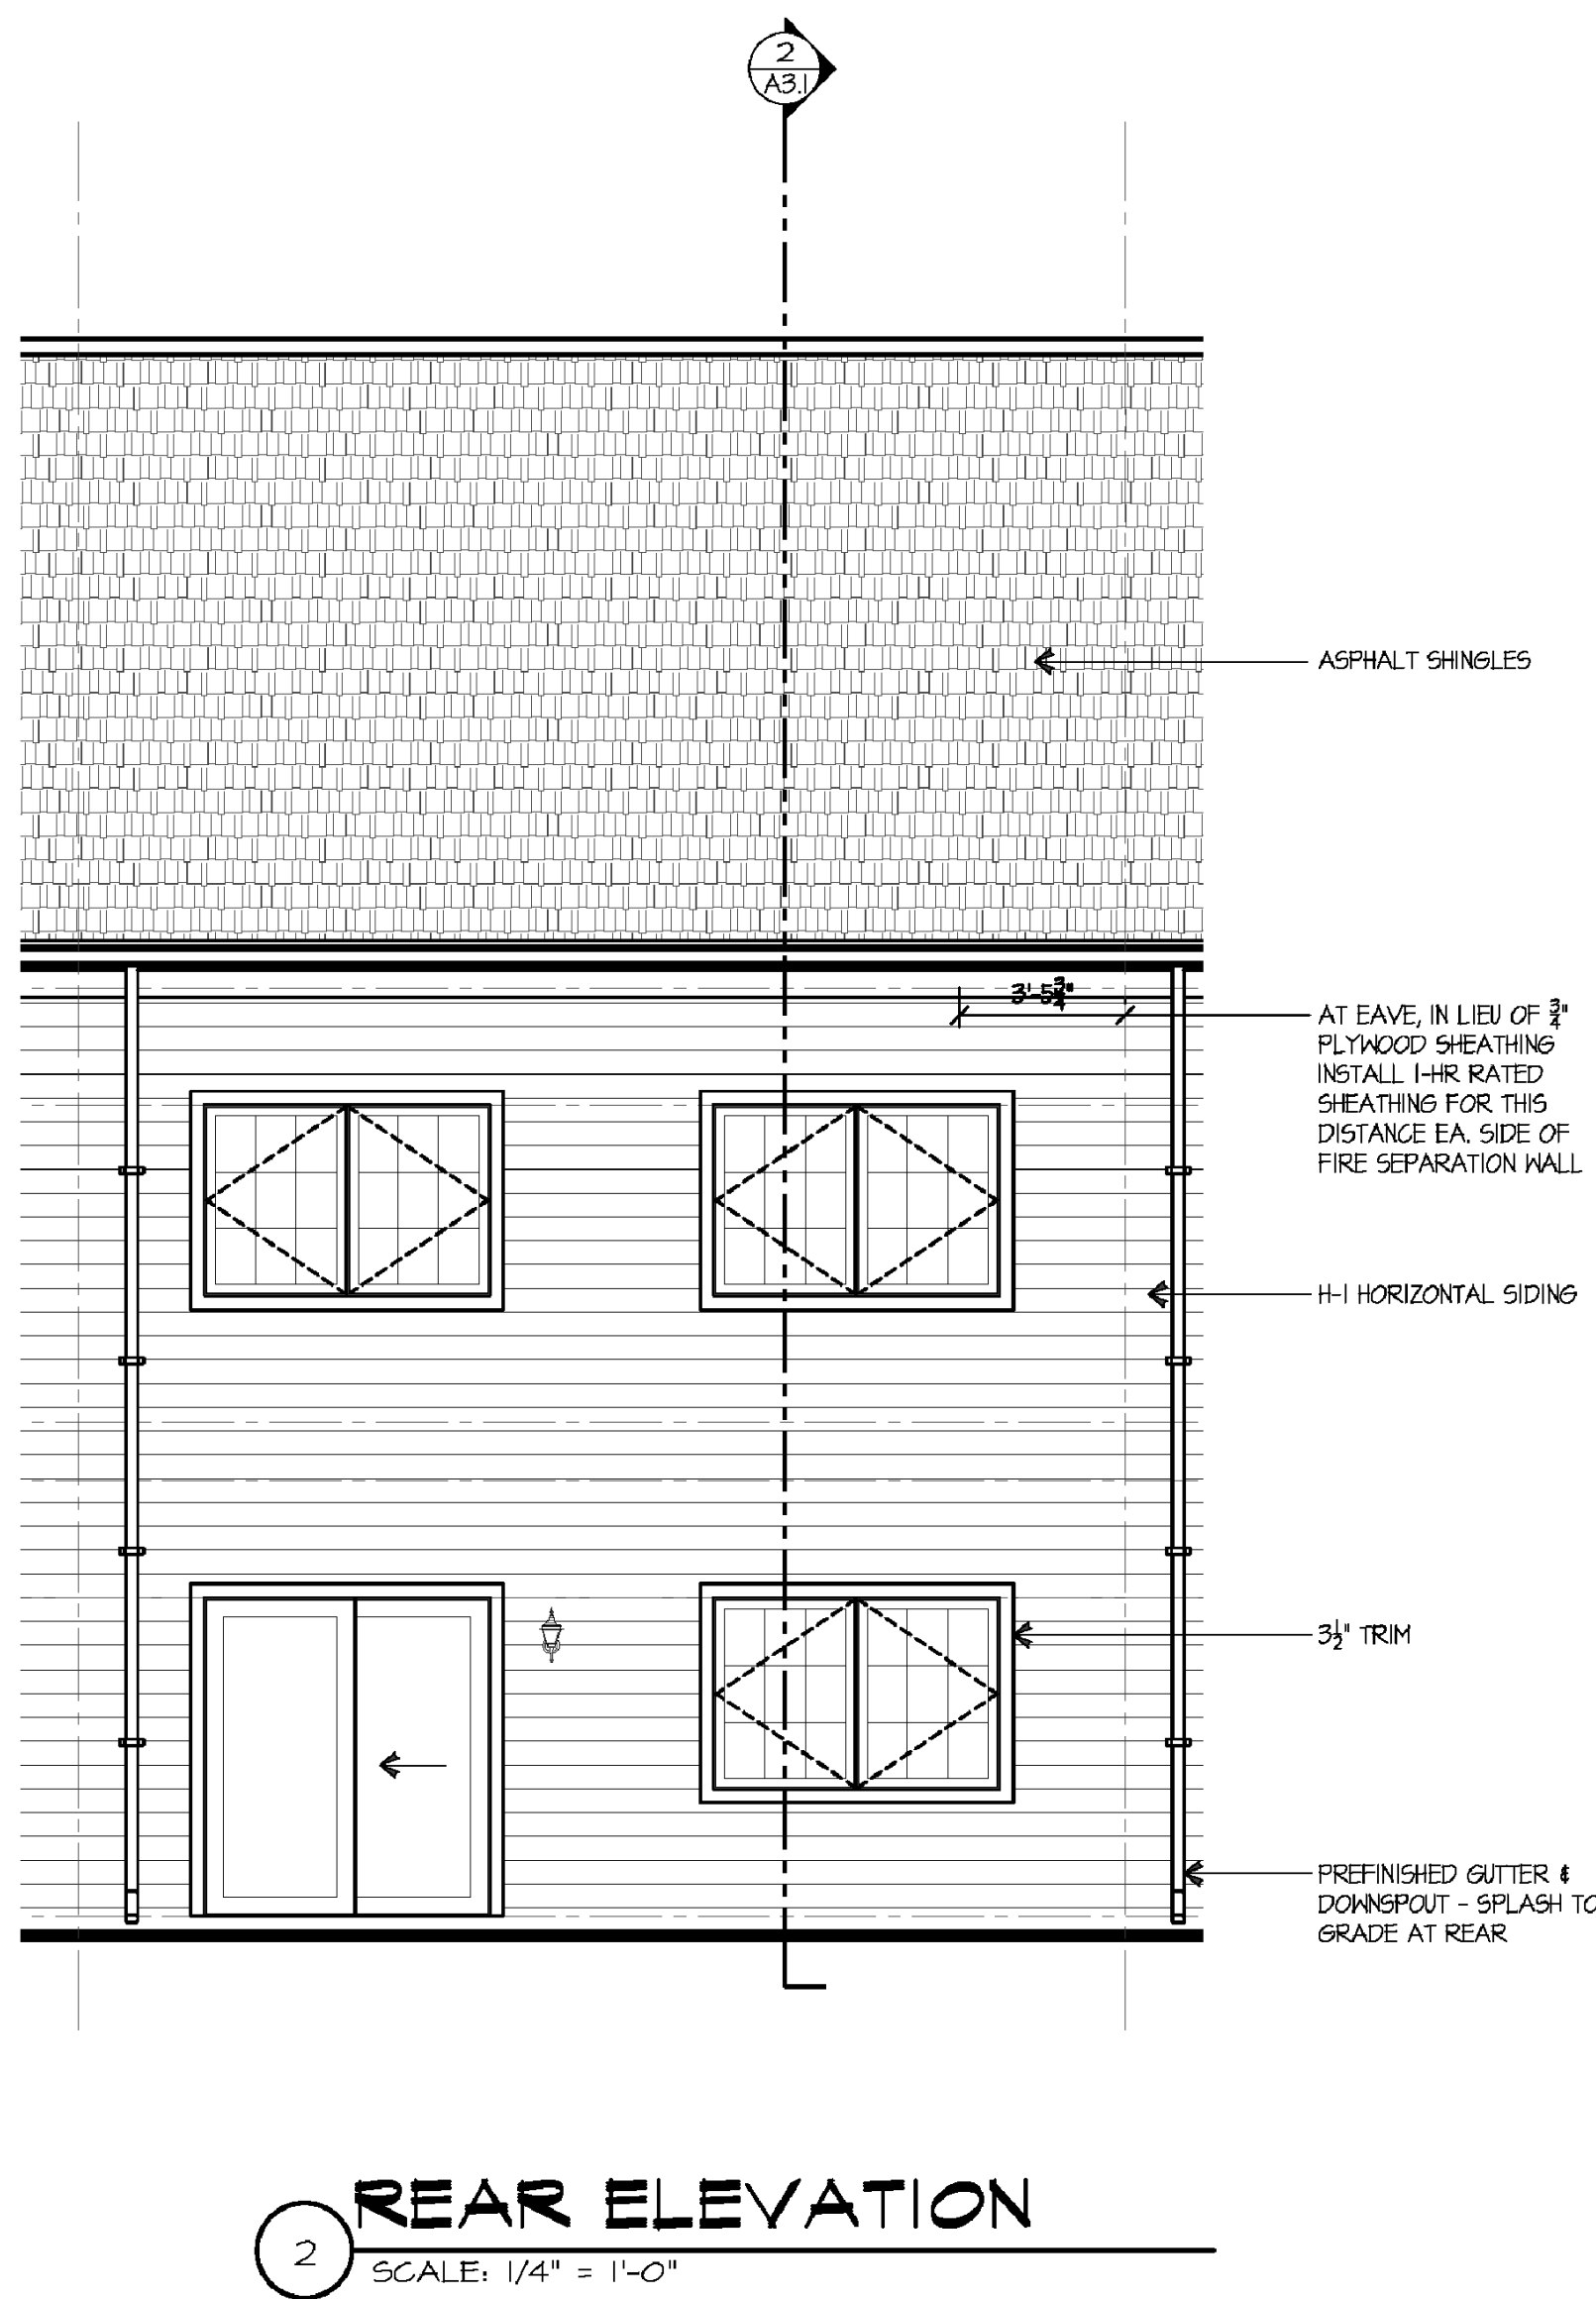 2
A3.1
ASPHALT SHINGLES
3'-5¾"
AT EAVE, IN LIEU OF ¾"
PLYWOOD SHEATHING
INSTALL 1-HR RATED
SHEATHING FOR THIS
DISTANCE EA. SIDE OF
FIRE SEPARATION WALL
H-1 HORIZONTAL SIDING
3½" TRIM
PREFINISHED GUTTER &
DOWNSPOUT - SPLASH TO
GRADE AT REAR
REAR ELEVATION
2
SCALE: 1/4" = 1'-0"